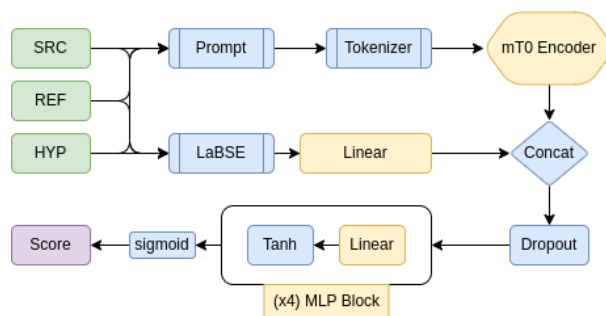 SRC
Prompt
Tokenizer
mT0 Encoder
REF
HYP
LaBSE
Linear
Concat
Score
sigmoid
Tanh
Linear
Dropout
(x4) MLP Block